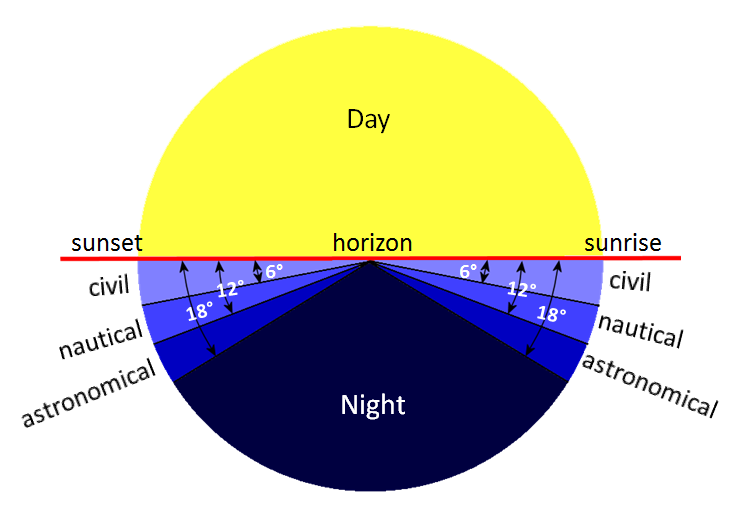 Day
sunset horizon sunrise
civil 6° 6° civil
12° 12°
18° 18°
nautical nautical
astronomical astronomical
Night